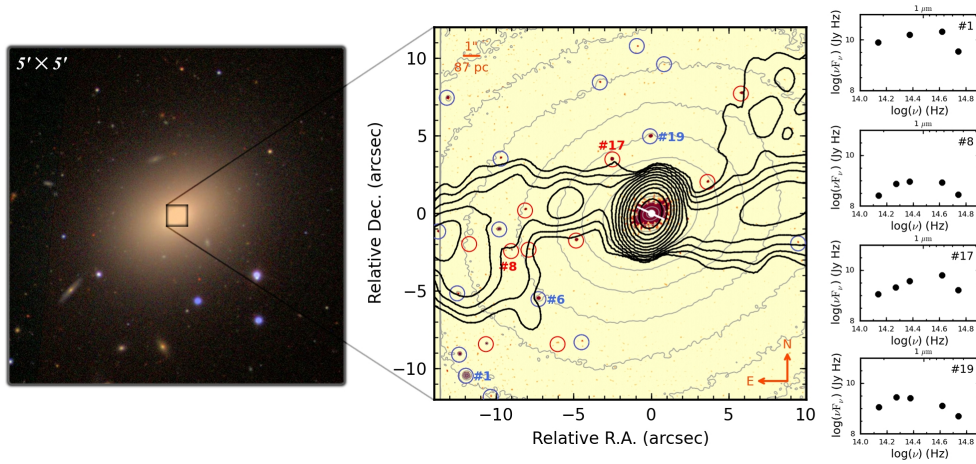 5′ × 5′
1"
87 pc
#19
#17
#8
#6
#1
N
E
10
5
0
−5
−10
Relative Dec. (arcsec)
−10 −5 0 5 10
Relative R.A. (arcsec)
1 μm
#1
10
8
log(νFν) (Jy Hz)
14.0 14.2 14.4 14.6 14.8
1 μm
#8
10
8
log(νFν) (Jy Hz)
14.0 14.2 14.4 14.6 14.8
1 μm
#17
10
8
log(νFν) (Jy Hz)
14.0 14.2 14.4 14.6 14.8
1 μm
#19
10
8
log(νFν) (Jy Hz)
14.0 14.2 14.4 14.6 14.8
log(ν) (Hz)
log(ν) (Hz)
log(ν) (Hz)
log(ν) (Hz)